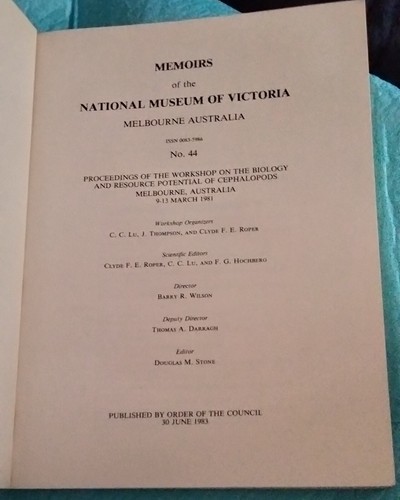 MEMOIRS
of the
NATIONAL MUSEUM OF VICTORIA
MELBOURNE AUSTRALIA
ISSN 0083-7986
No. 44
PROCEEDINGS OF THE WORKSHOP ON THE BIOLOGY
AND RESOURCE POTENTIAL OF CEPHALOPODS
MELBOURNE, AUSTRALIA
9-13 MARCH 1981
Workshop Organizers
C. C. LU, J. THOMPSON, AND CLYDE F. E. ROPER
Scientific Editors
CLYDE F. E. ROPER, C. C. LU, AND F. G. HOCHBERG
Director
BARRY R. WILSON
Deputy Director
THOMAS A. DARRAGH
Editor
DOUGLAS M. STONE
PUBLISHED BY ORDER OF THE COUNCIL
30 JUNE 1983